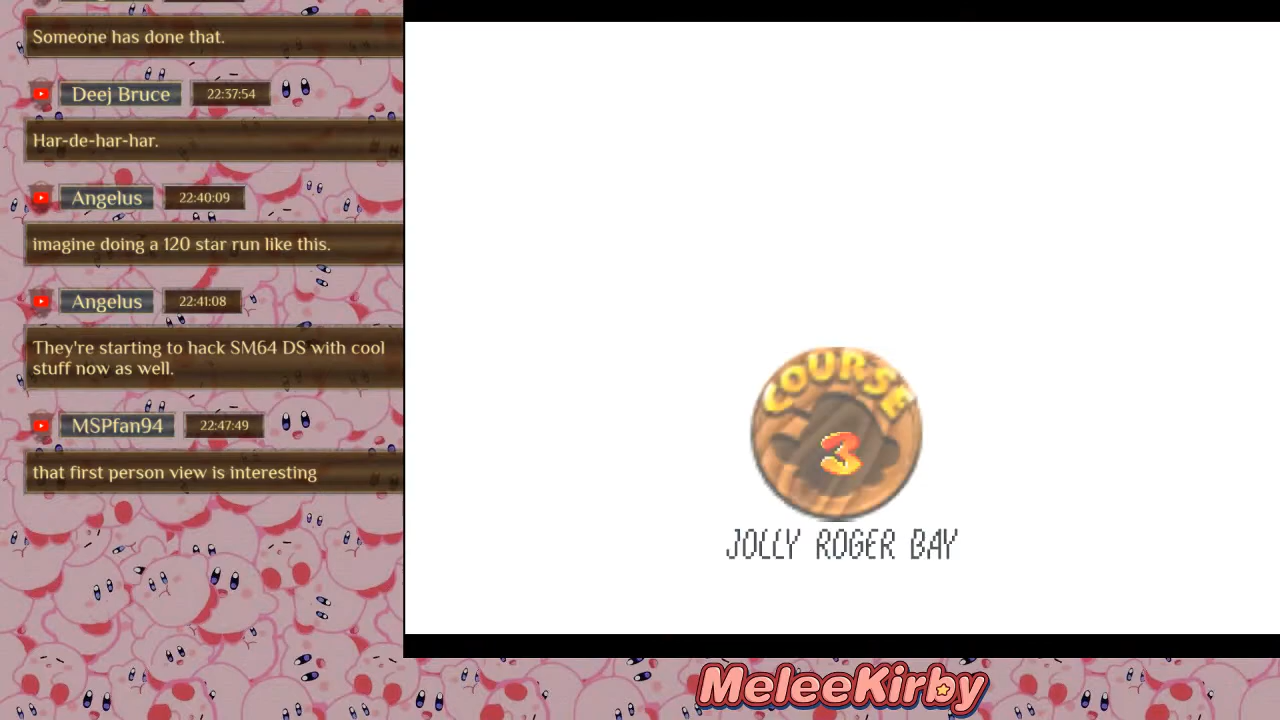 Someone has done that.
Deej Bruce 22:37:54
Har-de-har-har.
Angelus 22:40:09
imagine doing a 120 star run like this.
Angelus 22:41:08
They're starting to hack SM64 DS with cool
stuff now as well.
MSPfan94 22:47:49
that first person view is interesting
COURSE
3
JOLLY ROGER BAY
MeleeKirby